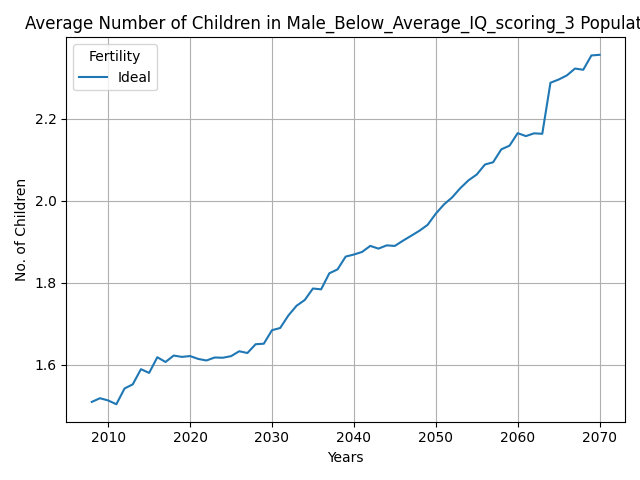 Average Number of Children in Male_Below_Average_IQ_scoring_3 Populat
Fertility
Ideal
No. of Children
2.2
2.0
1.8
1.6
2010 2020 2030 2040 2050 2060 2070
Years